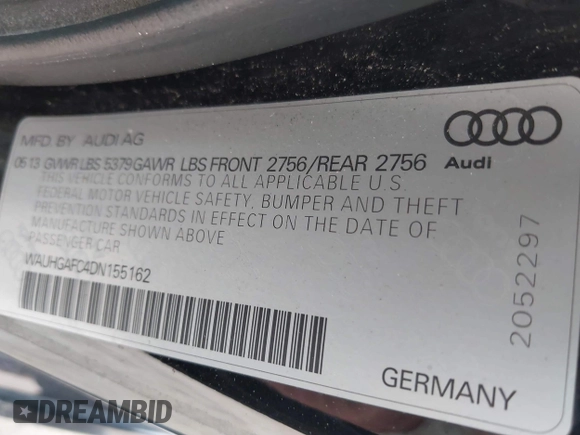 MFD. BY AUDI AG
05 13 GVWR LBS 5379 GAWR LBS FRONT 2756/REAR 2756
THIS VEHICLE CONFORMS TO ALL APPLICABLE U.S.
FEDERAL MOTOR VEHICLE SAFETY, BUMPER AND THEFT
PREVENTION STANDARDS IN EFFECT ON THE DATE OF
MANUFACTURE SHOWN ABOVE
PASSENGER CAR
WAUHGAFC4DN155162
Audi
2052297
GERMANY
DREAMBID